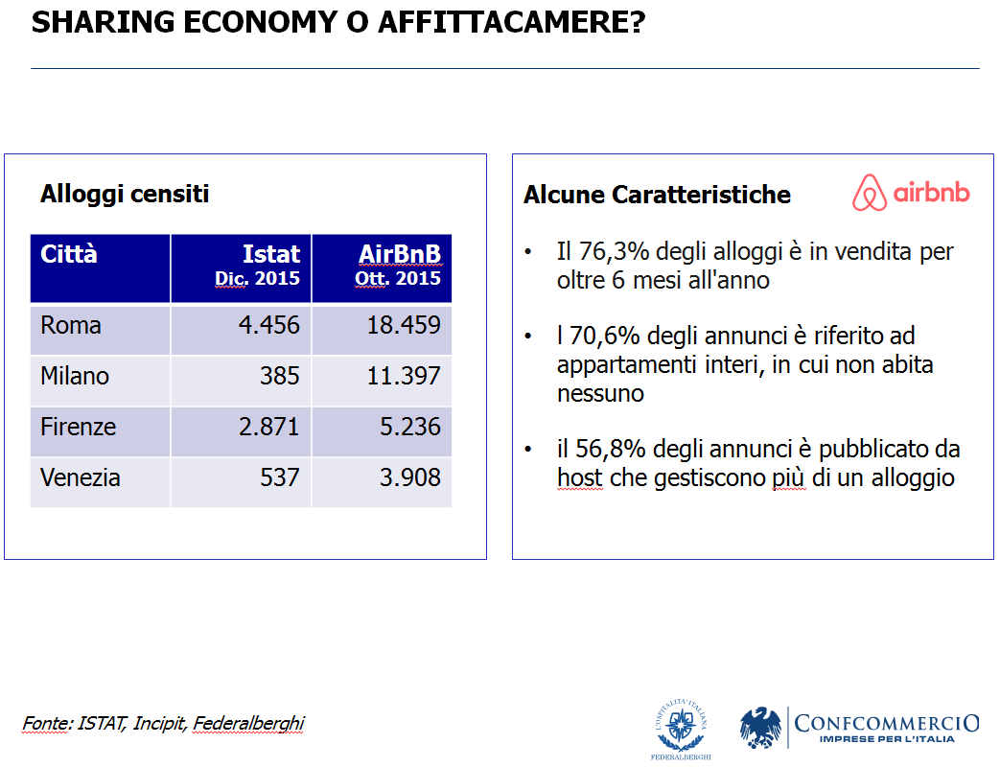 SHARING ECONOMY O AFFITTACAMERE?
Alloggi censiti
Città Istat AirBnB
Dic. 2015 Ott. 2015
Roma 4.456 18.459
Milano 385 11.397
Firenze 2.871 5.236
Venezia 537 3.908
Alcune Caratteristiche airbnb
• Il 76,3% degli alloggi è in vendita per
oltre 6 mesi all'anno
• l 70,6% degli annunci è riferito ad
appartamenti interi, in cui non abita
nessuno
• il 56,8% degli annunci è pubblicato da
host che gestiscono più di un alloggio
Fonte: ISTAT, Incipit, Federalberghi
L'OSPITALITA' ITALIANA
FEDERALBERGHI
CONFCOMMERCIO
IMPRESE PER L'ITALIA